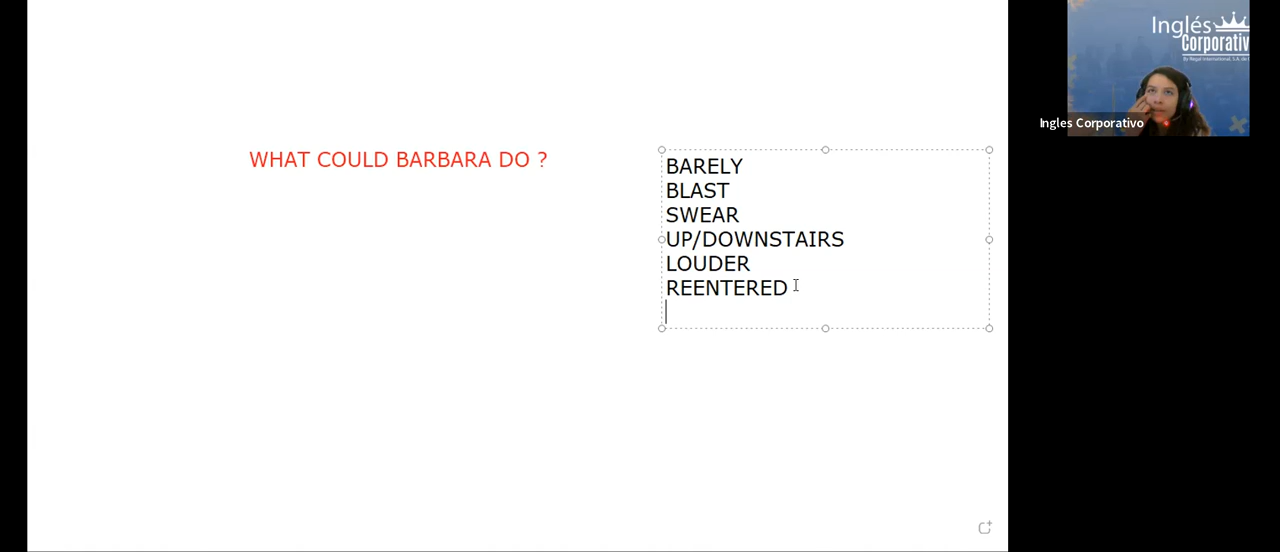 WHAT COULD BARBARA DO ?
BARELY
BLAST
SWEAR
UP/DOWNSTAIRS
LOUDER
REENTERED
Inglés
Corporativ
Ingles Corporativo